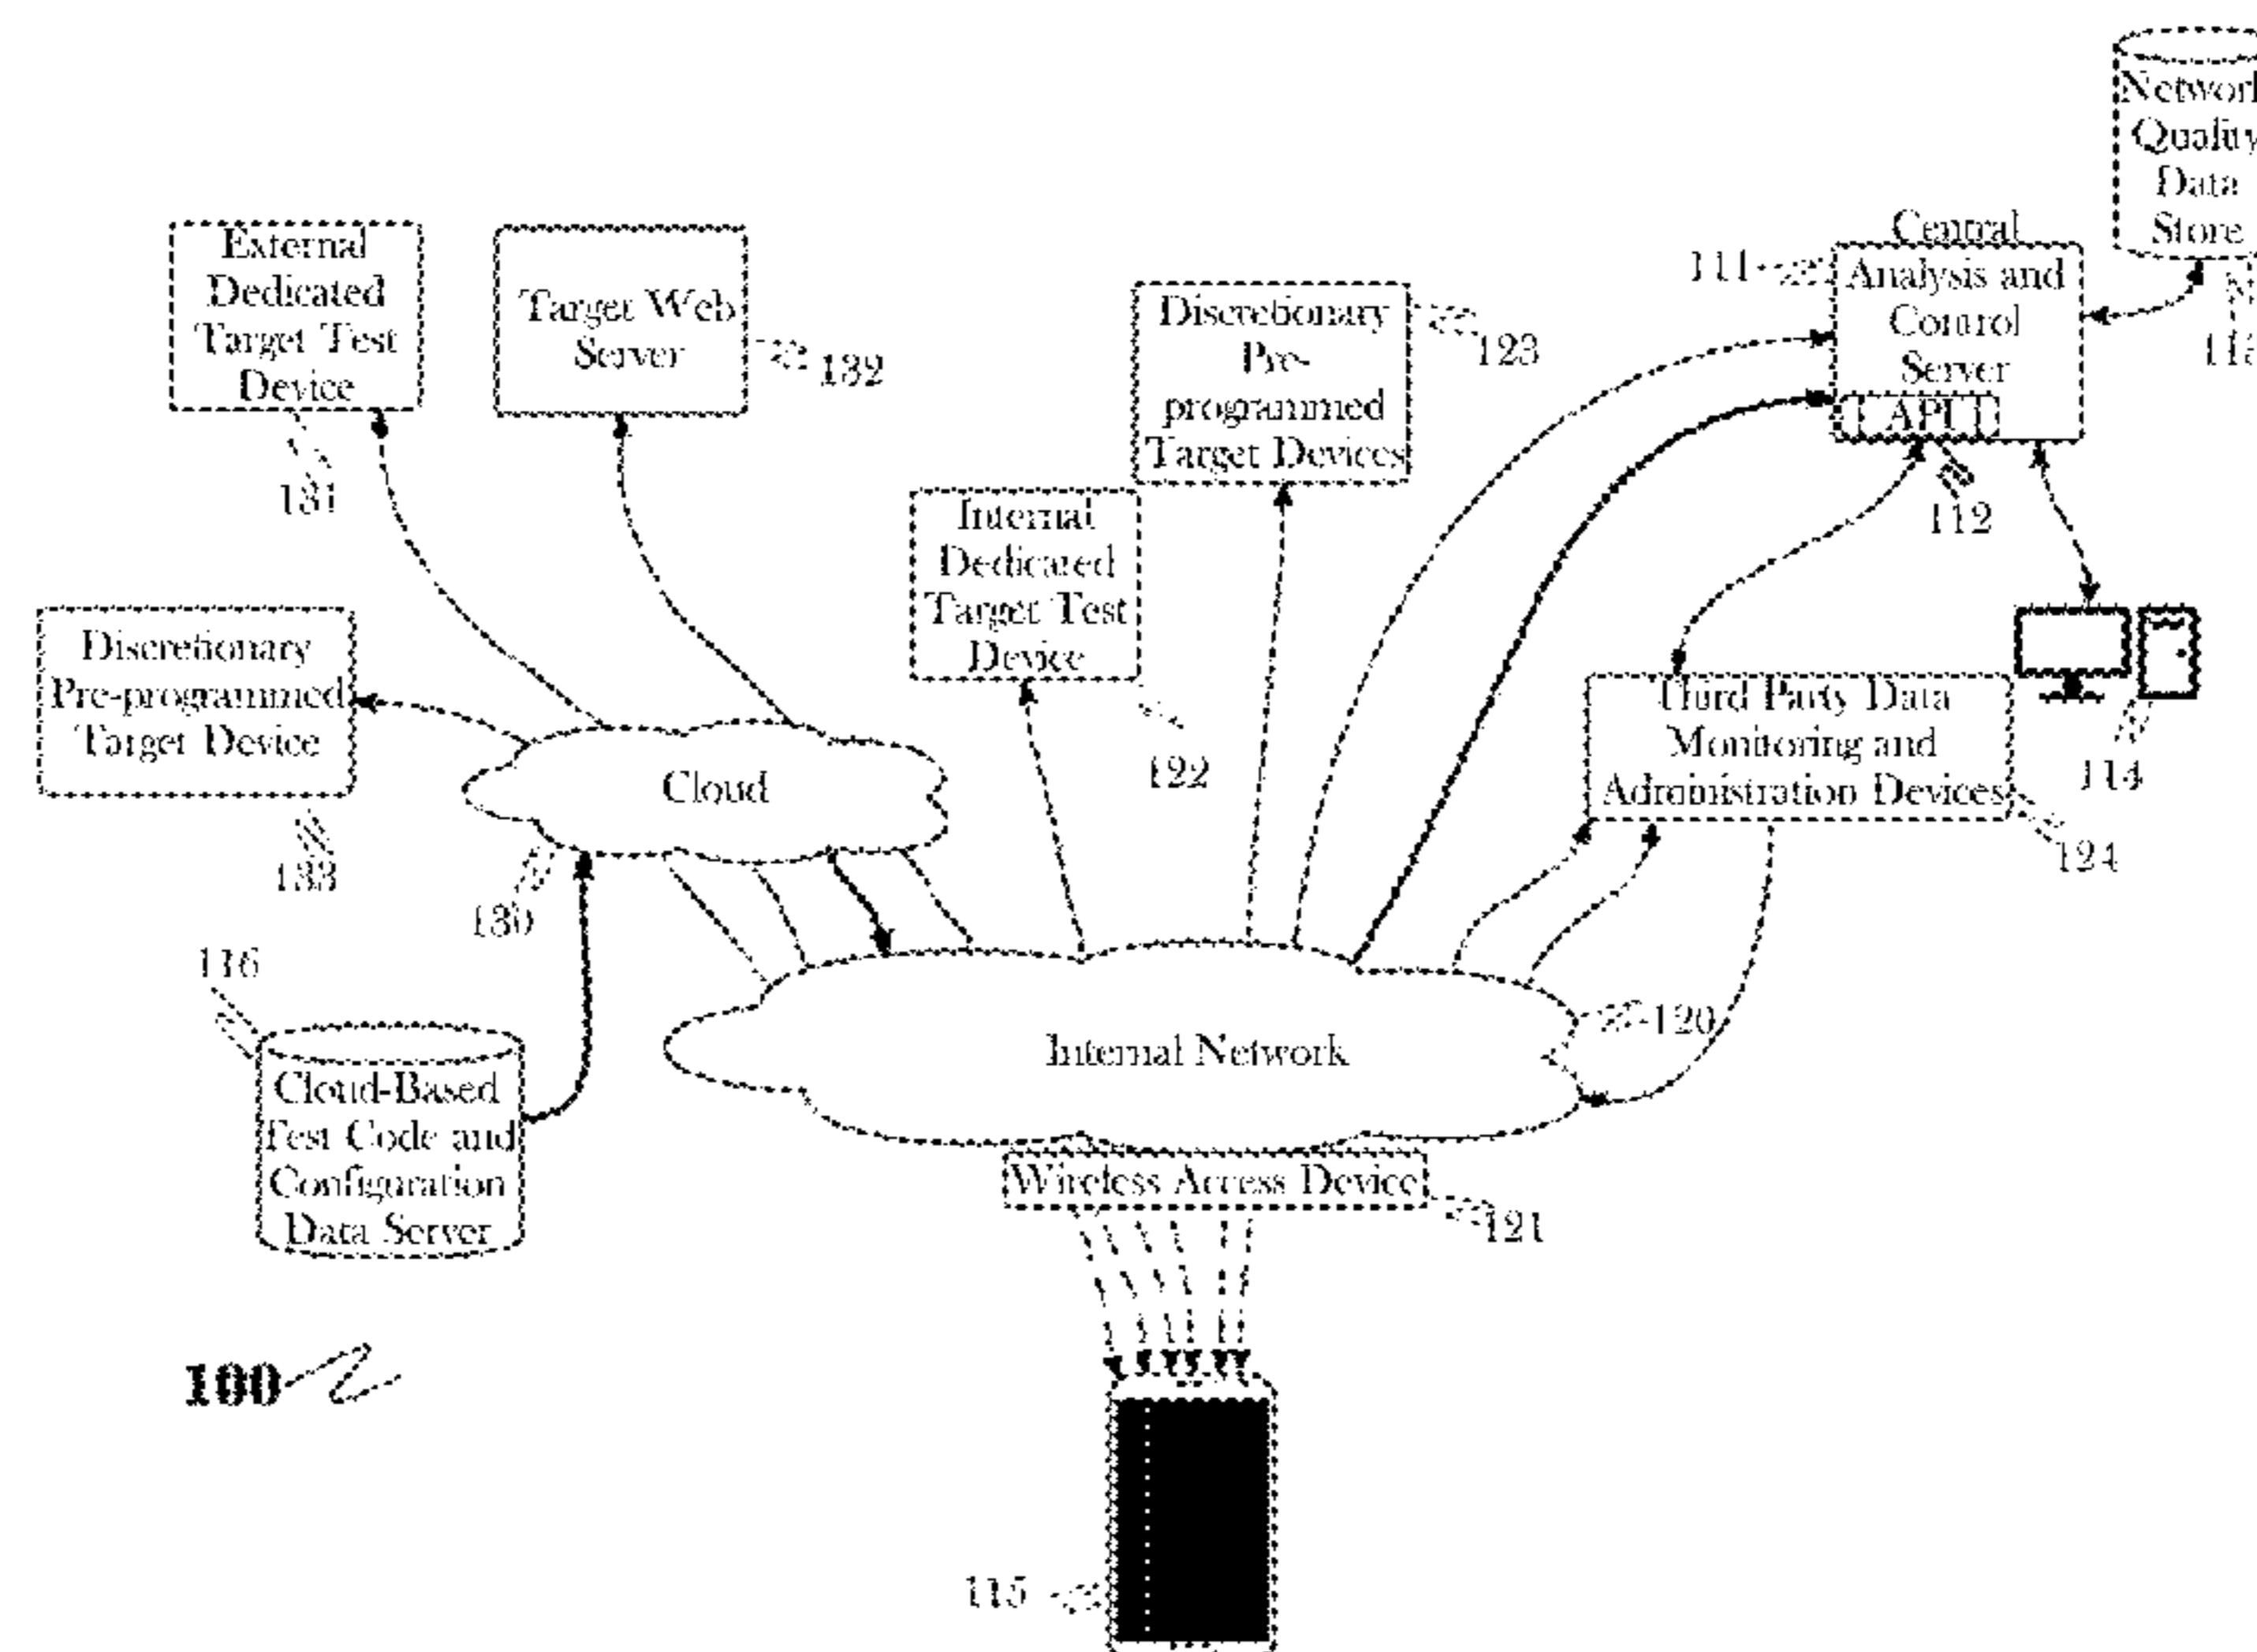 Network
Quality
Data
Store
External
Dedicated
Target Test
Device
Target Web
Server
132
131
Discretionary
Pre-
programmed
Target Devices
123
111
Central
Analysis and
Control
Server
API
112
Internal
Dedicated
Target Test
Device
122
Discretionary
Pre-programmed
Target Device
133
Cloud
130
Third Party Data
Monitoring and
Administration Devices
114
124
116
Cloud-Based
Test Code and
Configuration
Data Server
Internal Network
120
Wireless Access Device
121
100
115